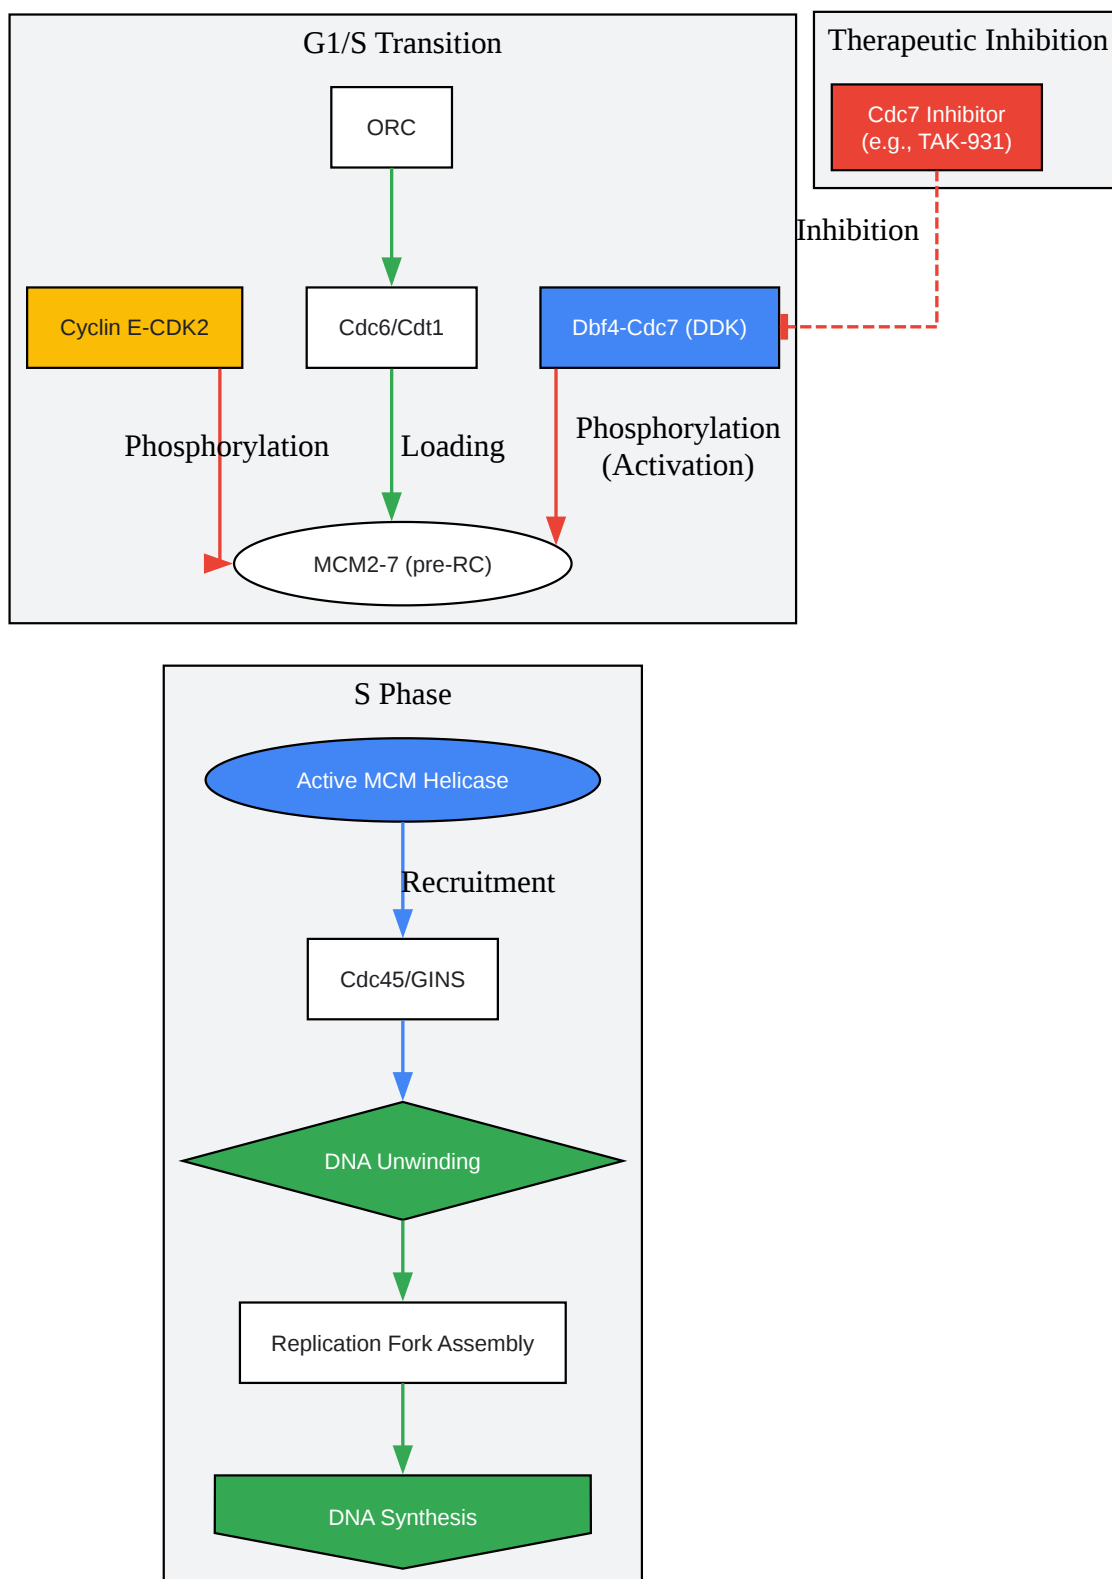 G1/S Transition
Therapeutic Inhibition
ORC
Cdc7 Inhibitor
(e.g., TAK-931)
Inhibition
Cyclin E-CDK2
Cdc6/Cdt1
Dbf4-Cdc7 (DDK)
Phosphorylation
Loading
Phosphorylation
(Activation)
MCM2-7 (pre-RC)
S Phase
Active MCM Helicase
Recruitment
Cdc45/GINS
DNA Unwinding
Replication Fork Assembly
DNA Synthesis